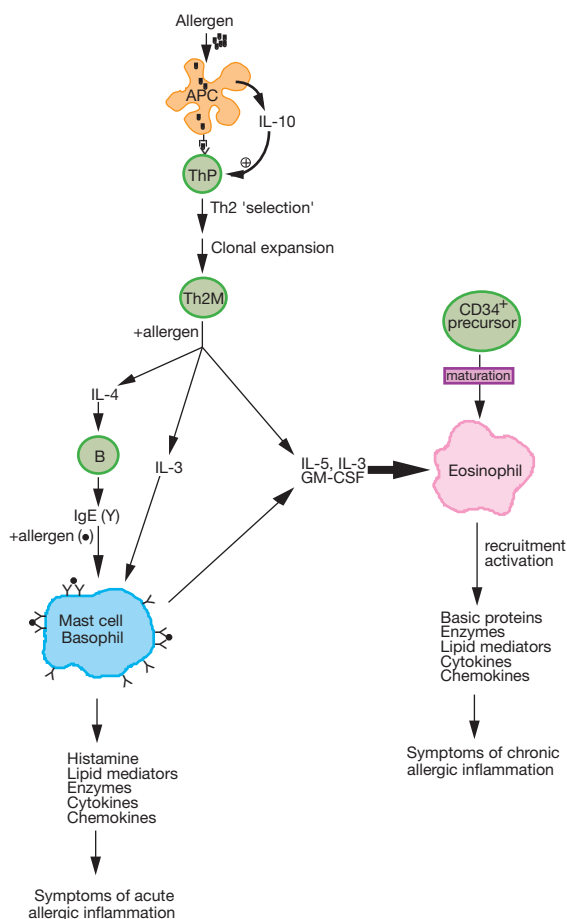 Allergen
APC
IL-10
⊕
ThP
Th2 'selection'
Clonal expansion
Th2M
+allergen
IL-4
B
IgE (Y)
+allergen (•)
IL-3
Mast cell
Basophil
Histamine
Lipid mediators
Enzymes
Cytokines
Chemokines
Symptoms of acute
allergic inflammation
IL-5, IL-3
GM-CSF
CD34+
precursor
maturation
Eosinophil
recruitment
activation
Basic proteins
Enzymes
Lipid mediators
Cytokines
Chemokines
Symptoms of chronic
allergic inflammation